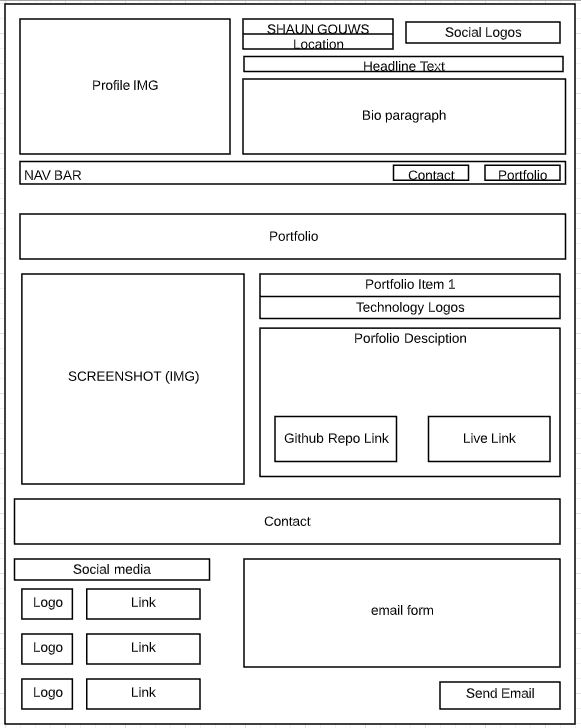 Profile IMG
SHAUN GOUWS
Location
Social Logos
Headline Text
Bio paragraph
NAV BAR
Contact
Portfolio
Portfolio
SCREENSHOT (IMG)
Portfolio Item 1
Technology Logos
Porfolio Desciption
Github Repo Link
Live Link
Contact
Social media
Logo
Link
Logo
Link
Logo
Link
email form
Send Email